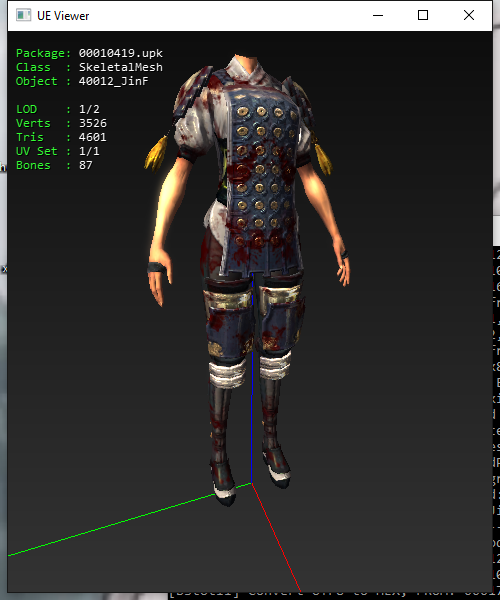 UE Viewer
Package: 00010419.upk
Class : SkeletalMesh
Object : 40012_JinF
LOD : 1/2
Verts : 3526
Tris : 4601
UV Set : 1/1
Bones : 87